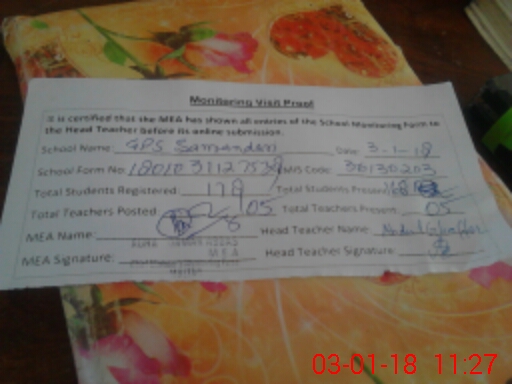 Monitoring Visit Proof
It is certified that the MEA has shown all entries of the School Monitoring Form to
the Head Teacher before its online submission.
School Name: GPS Samandari Date: 3-1-18
School Form No: EMIS Code: 36130203
Total Students Registered: 178 Total Students Present: 168
Total Teachers Posted: 05 Total Teachers Present: 05
MEA Name: Head Teacher Name:
MEA Signature: MEA Head Teacher Signature:
03-01-18 11:27